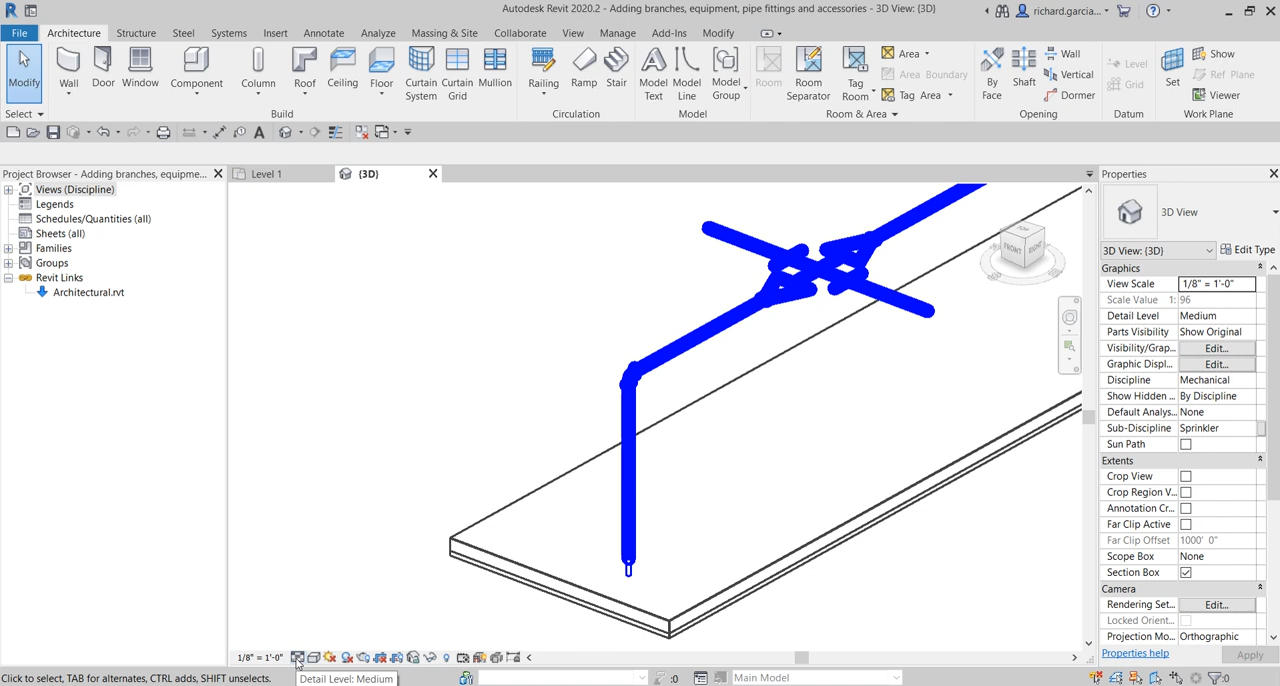 Autodesk Revit 2020.2 - Adding branches, equipment, pipe fittings and accessories - 3D View: {3D}
richard.garcia...
File Architecture Structure Steel Systems Insert Annotate Analyze Massing & Site Collaborate View Manage Add-Ins Modify
Modify Wall Door Window Component Column Roof Ceiling Floor Curtain System Curtain Grid Mullion Railing Ramp Stair Model Text Model Line Model Group Room Room Separator Tag Room Area Area Boundary Tag Area By Face Shaft Wall Vertical Dormer Level Grid Set Show Ref Plane Viewer
Select Build Circulation Model Room & Area Opening Datum Work Plane
Project Browser - Adding branches, equipme...
Views (Discipline)
Legends
Schedules/Quantities (all)
Sheets (all)
Families
Groups
Revit Links
Architectural.rvt
Level 1 {3D}
TOP
FRONT RIGHT
Properties
3D View
3D View: {3D} Edit Type
Graphics
View Scale 1/8" = 1'-0"
Scale Value 1: 96
Detail Level Medium
Parts Visibility Show Original
Visibility/Grap... Edit...
Graphic Displ... Edit...
Discipline Mechanical
Show Hidden ... By Discipline
Default Analys... None
Sub-Discipline Sprinkler
Sun Path
Extents
Crop View
Crop Region V...
Annotation Cr...
Far Clip Active
Far Clip Offset 1000' 0"
Scope Box None
Section Box
Camera
Rendering Set... Edit...
Locked Orient...
Projection Mo... Orthographic
Properties help Apply
1/8" = 1'-0"
Click to select, TAB for alternates, CTRL adds, SHIFT unselects.
Detail Level: Medium
:0
Main Model
:0